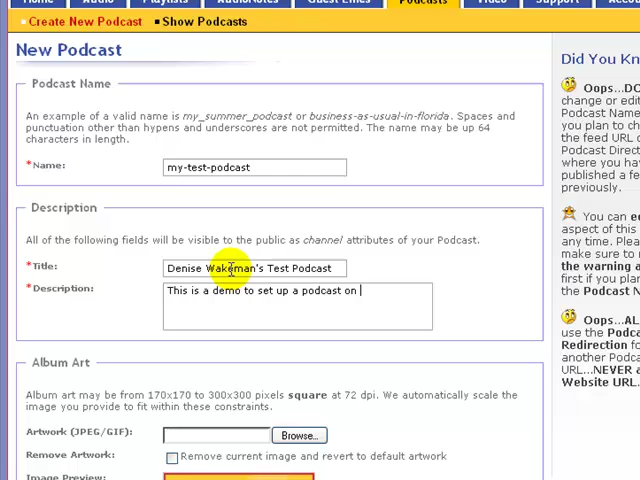 Home Audio Playlists AudioNotes Guest Lines Podcasts Video Support
Create New Podcast Show Podcasts
New Podcast
Podcast Name
An example of a valid name is my_summer_podcast or business-as-usual-in-florida. Spaces and
punctuation other than hypens and underscores are not permitted. The name may be up 64
characters in length.
*Name: my-test-podcast
Description
All of the following fields will be visible to the public as channel attributes of your Podcast.
*Title: Denise Wakeman's Test Podcast
*Description: This is a demo to set up a podcast on
Album Art
Album art may be from 170x170 to 300x300 pixels square at 72 dpi. We automatically scale the
image you provide to fit within these constraints.
Artwork (JPEG/GIF): Browse...
Remove Artwork: Remove current image and revert to default artwork
Image Preview:
Did You Kn
Oops...DO
change or edit
Podcast Name
you plan to ch
the feed URL o
Podcast Direct
where you hav
published a fe
previously.
You can e
aspect of this
any time. Plea
make sure to r
the warning a
first if you plan
the Podcast N
Oops...AL
use the Podca
Redirection fo
another Podca
URL...NEVER a
Website URL.